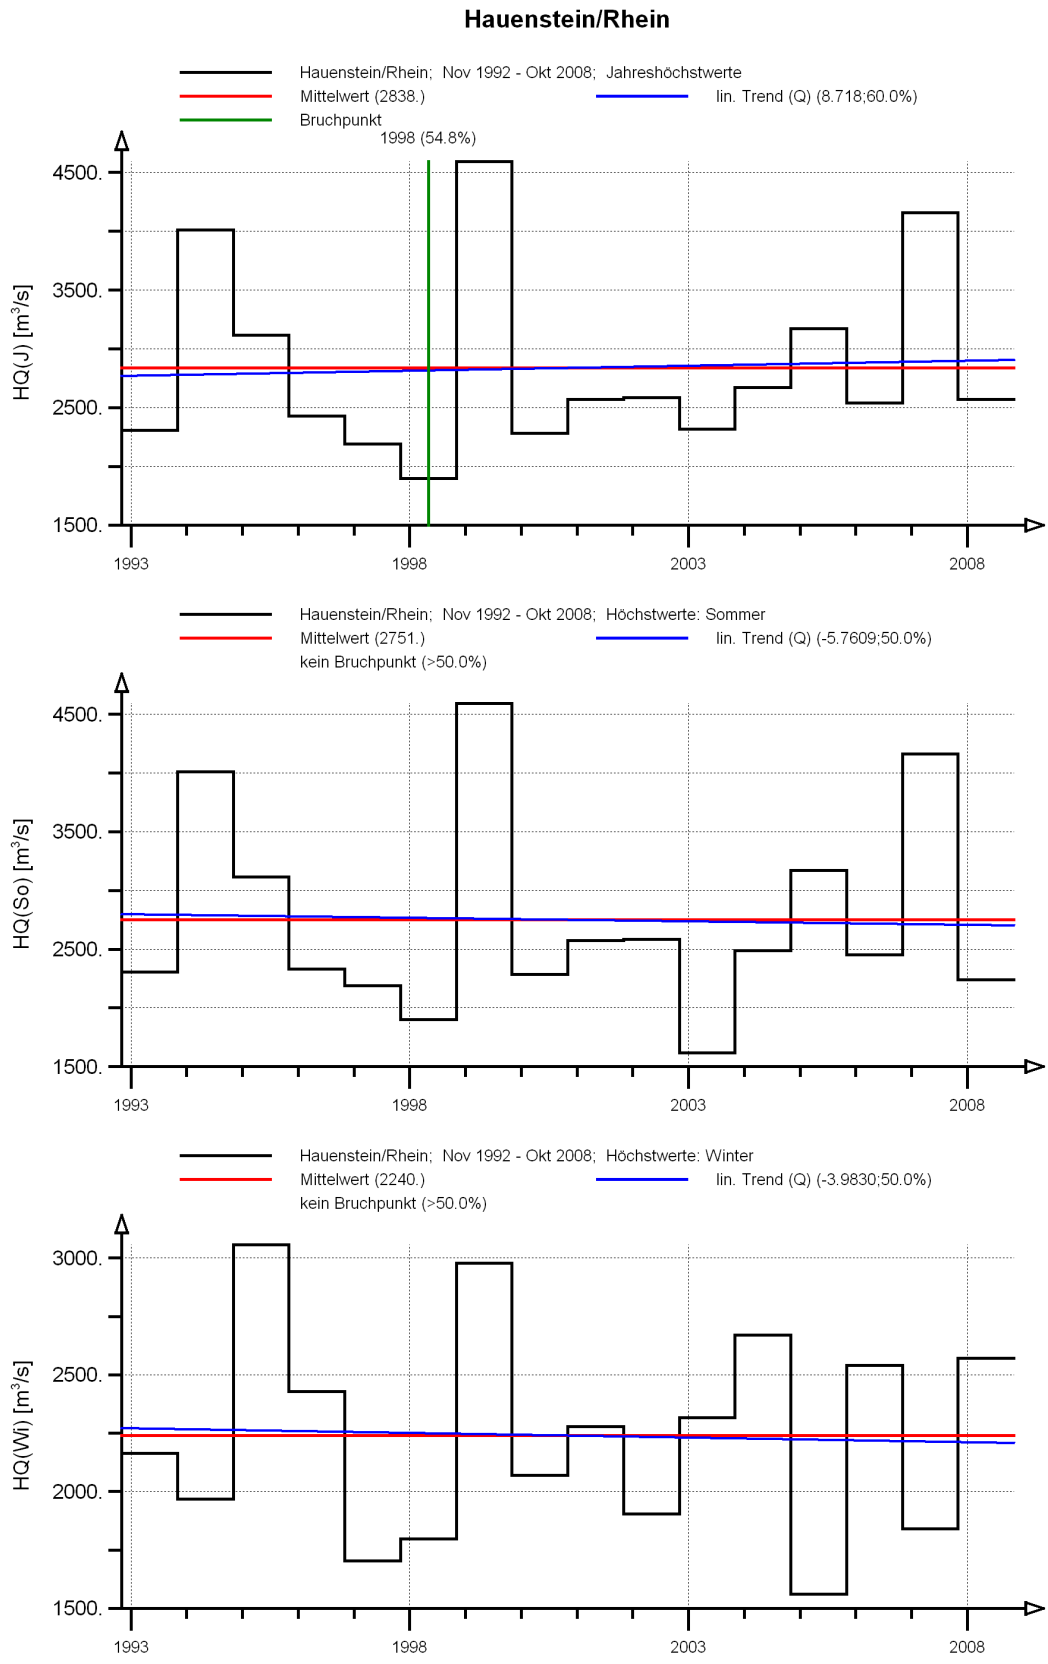 Hauenstein/Rhein
Hauenstein/Rhein; Nov 1992 - Okt 2008; Jahreshöchstwerte
Mittelwert (2838.) lin. Trend (Q) (8.718;60.0%)
Bruchpunkt
1998 (54.8%)
4500.
3500.
2500.
1500.
HQ(J) [m³/s]
1993 1998 2003 2008
Hauenstein/Rhein; Nov 1992 - Okt 2008; Höchstwerte: Sommer
Mittelwert (2751.) lin. Trend (Q) (-5.7609;50.0%)
kein Bruchpunkt (>50.0%)
4500.
3500.
2500.
1500.
HQ(So) [m³/s]
1993 1998 2003 2008
Hauenstein/Rhein; Nov 1992 - Okt 2008; Höchstwerte: Winter
Mittelwert (2240.) lin. Trend (Q) (-3.9830;50.0%)
kein Bruchpunkt (>50.0%)
3000.
2500.
2000.
1500.
HQ(Wi) [m³/s]
1993 1998 2003 2008